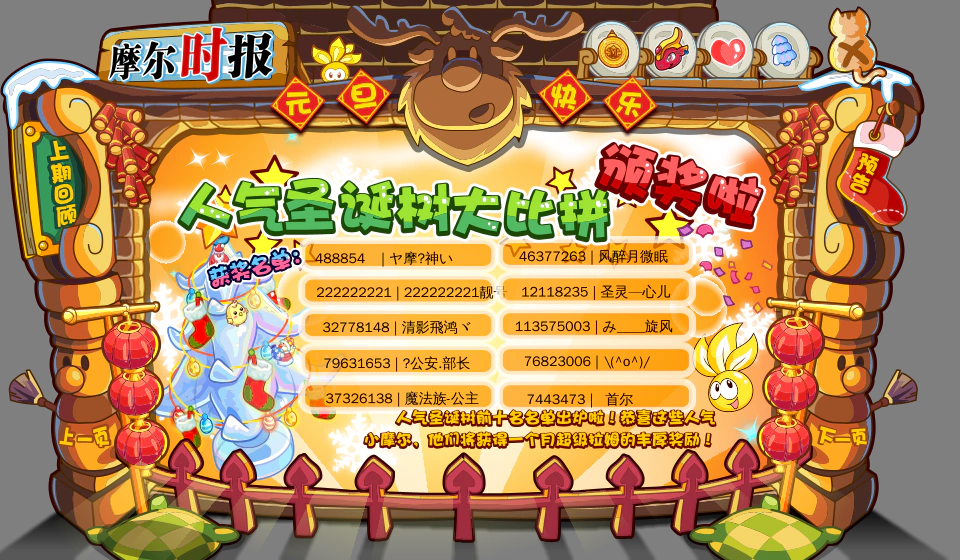 摩尔时报
元旦快乐
上期回顾
预告
人气圣诞树大比拼
颁奖啦
获奖名单：
488854 | ヤ摩?神い
46377263 | 风醉月微眠
222222221 | 222222221靓号
12118235 | 圣灵—心儿
32778148 | 清影飛鸿ヾ
113575003 | み____旋风
79631653 | ?公安.部长
76823006 | \(^o^)/
37326138 | 魔法族-公主
7443473 | 首尔
人气圣诞树前十名名单出炉啦！恭喜这些人气
小摩尔，他们将获得一个月超级拉姆的丰厚奖励！
上一页
下一页